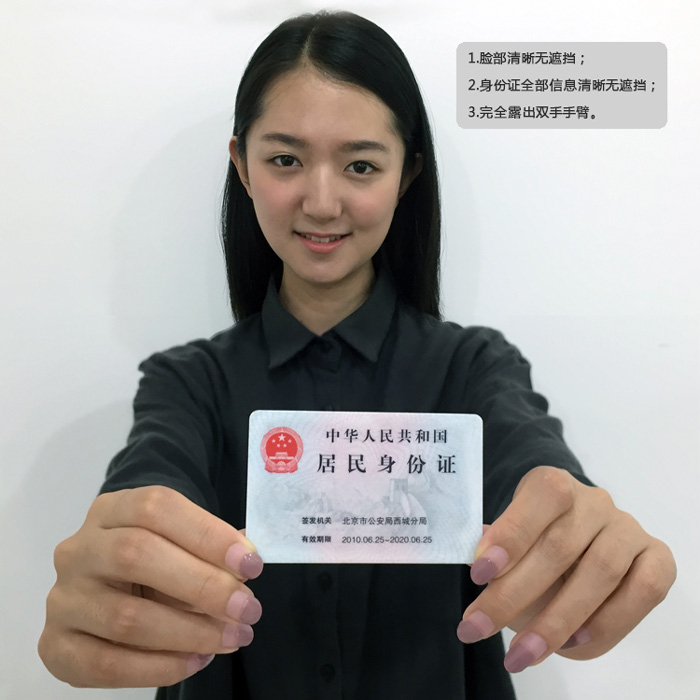 1.脸部清晰无遮挡；
2.身份证全部信息清晰无遮挡；
3.完全露出双手手臂。
中华人民共和国
居民身份证
签发机关 北京市公安局西城分局
有效期限 2010.06.25-2020.06.25